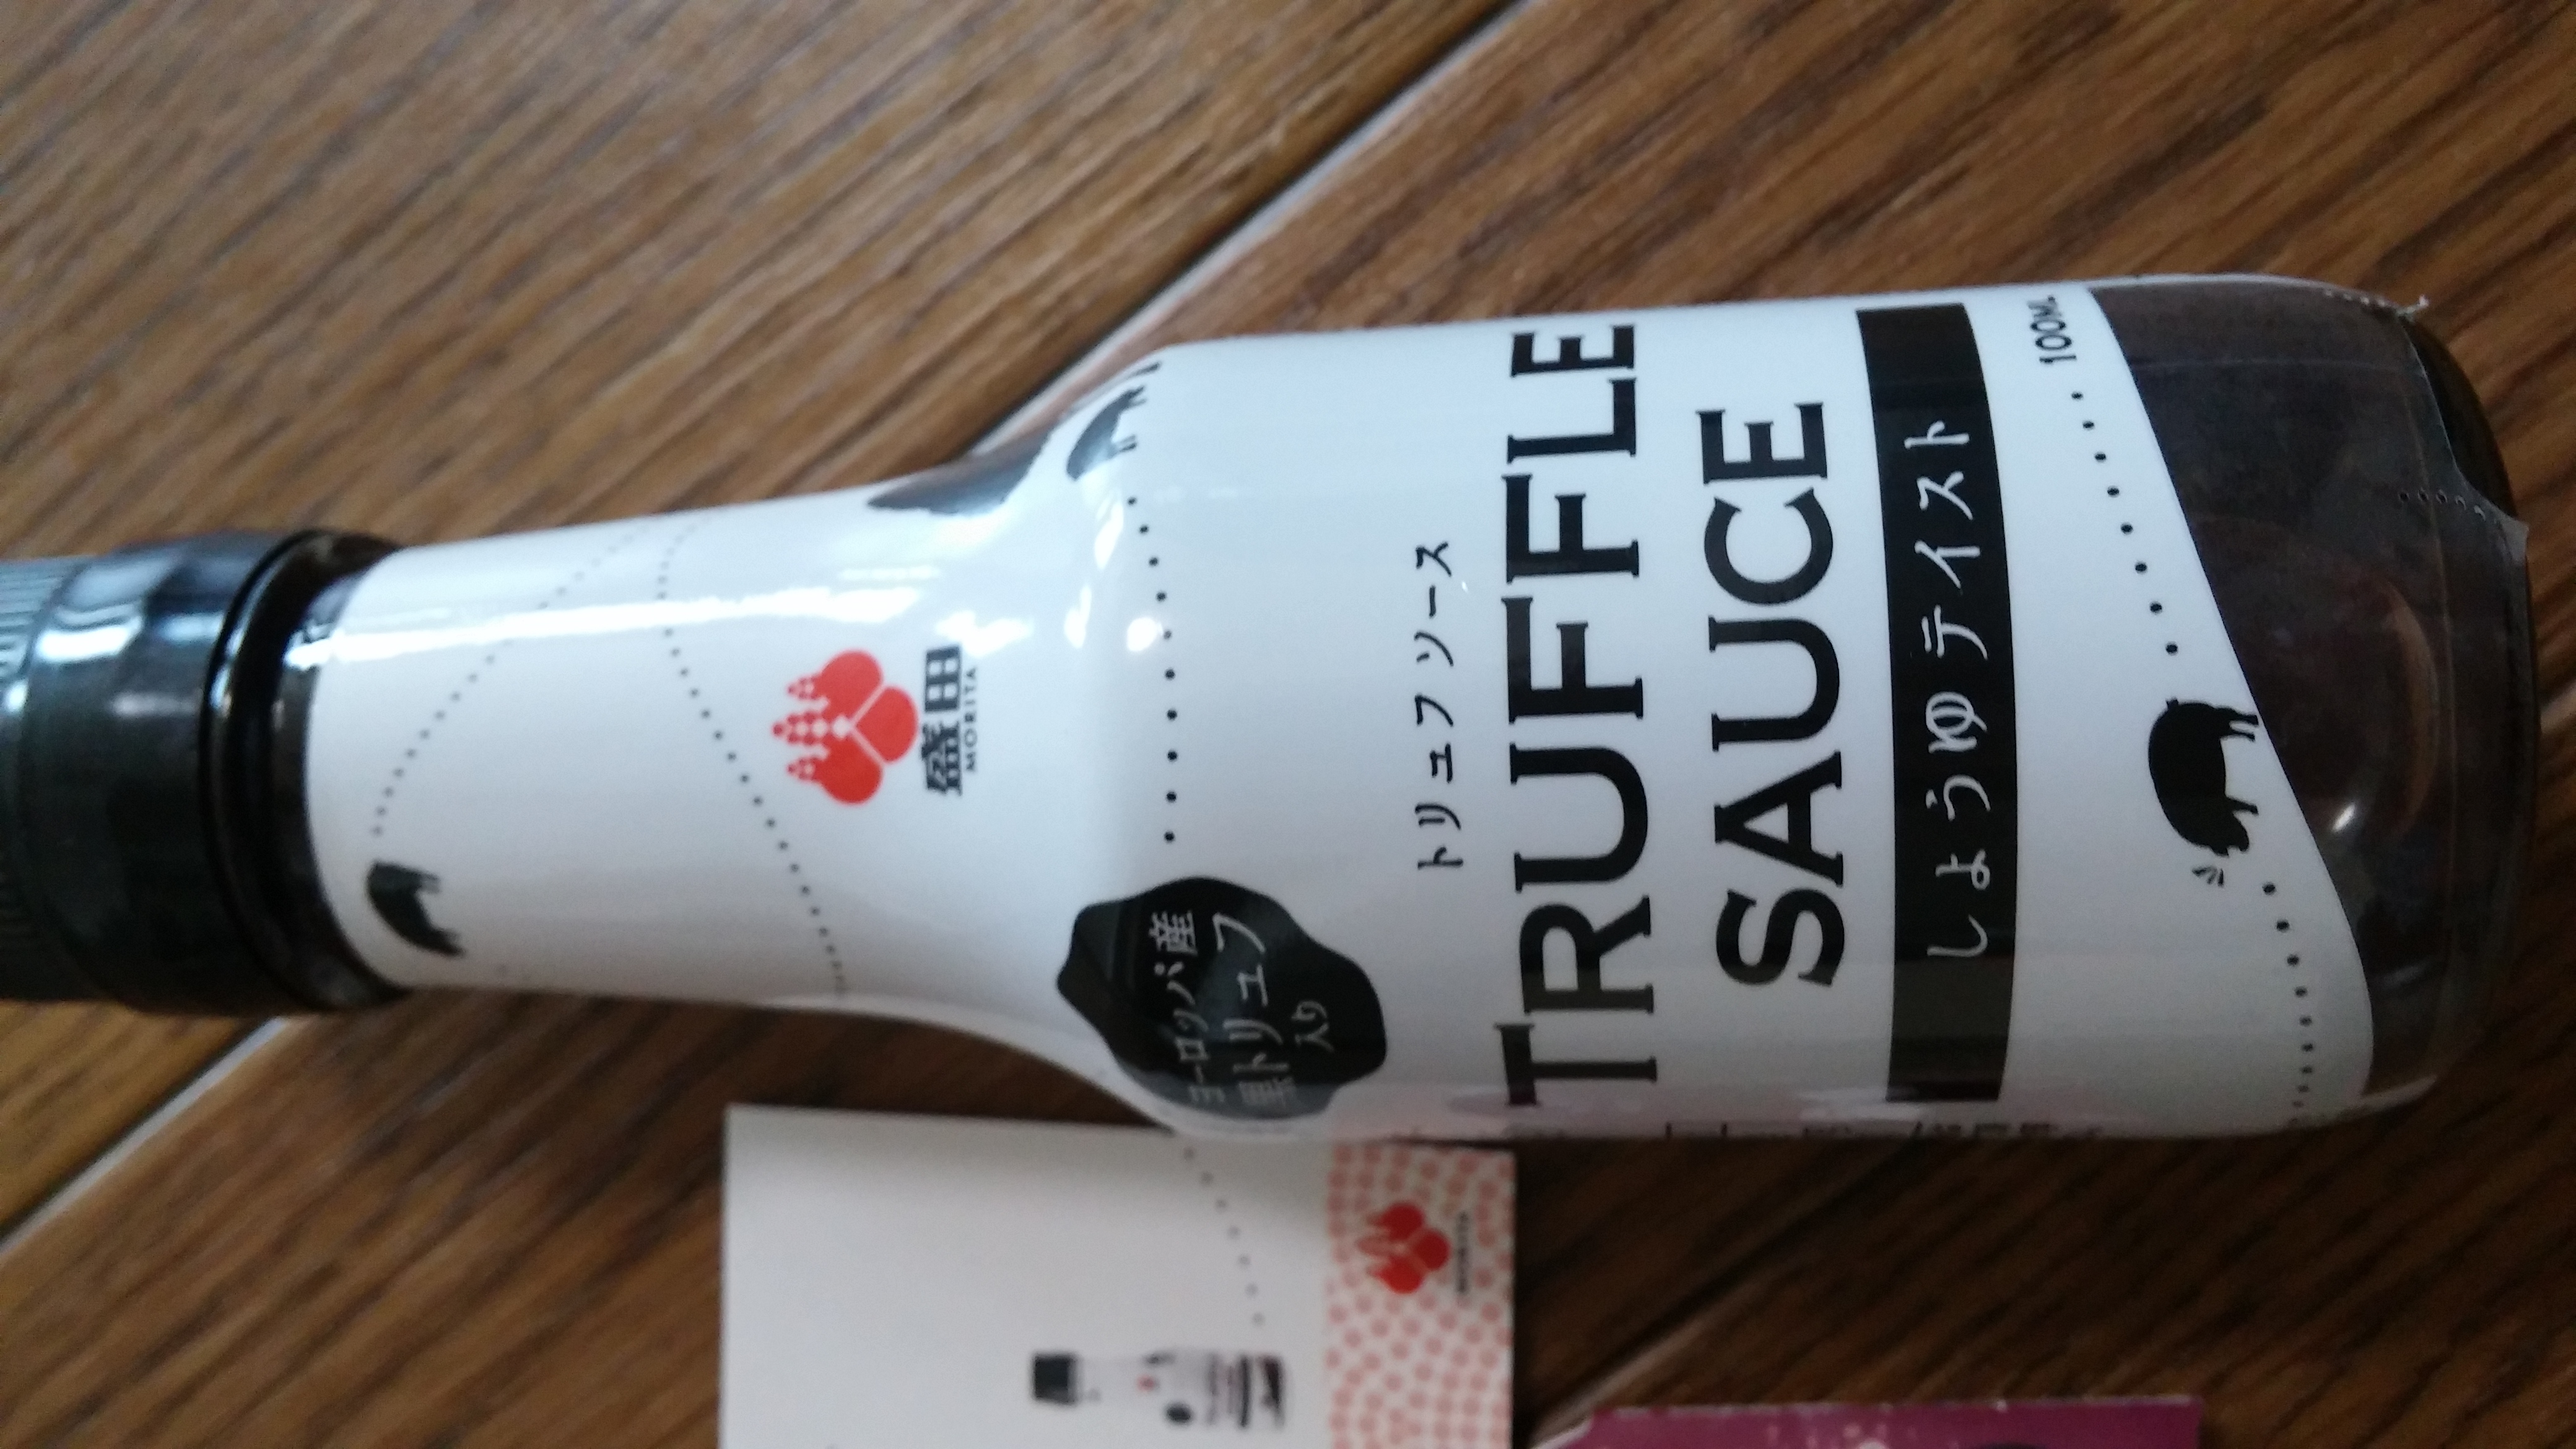 盛田
MORITA
ヨーロッパ産
黒トリュフ
入り
トリュフソース
TRUFFLE
SAUCE
しょうゆテイスト
100ML